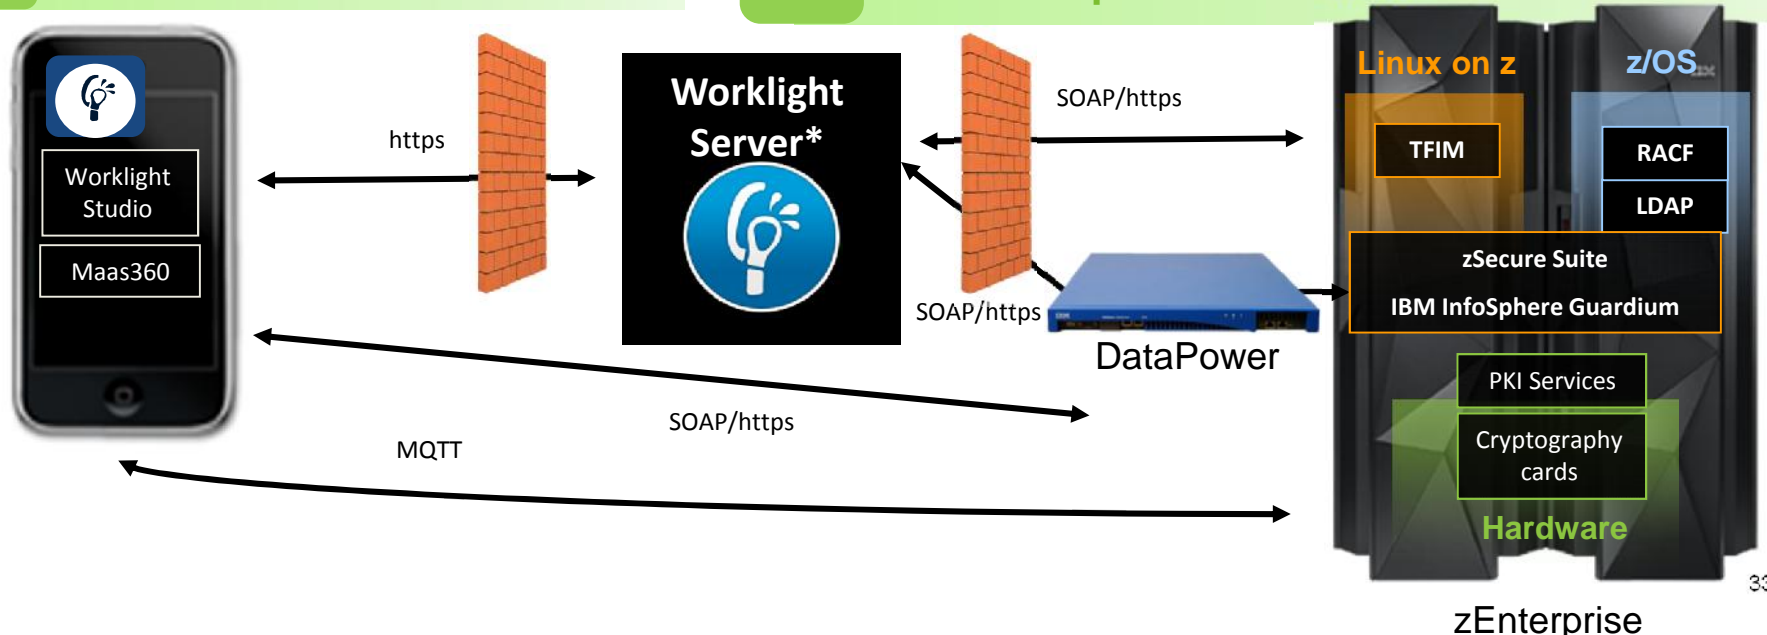 Worklight
Studio
Maas360
https
Worklight
Server*
SOAP/https
SOAP/https
DataPower
SOAP/https
MQTT
Linux on z
z/OS
TFIM
RACF
LDAP
zSecure Suite
IBM InfoSphere Guardium
PKI Services
Cryptography
cards
Hardware
33
zEnterprise